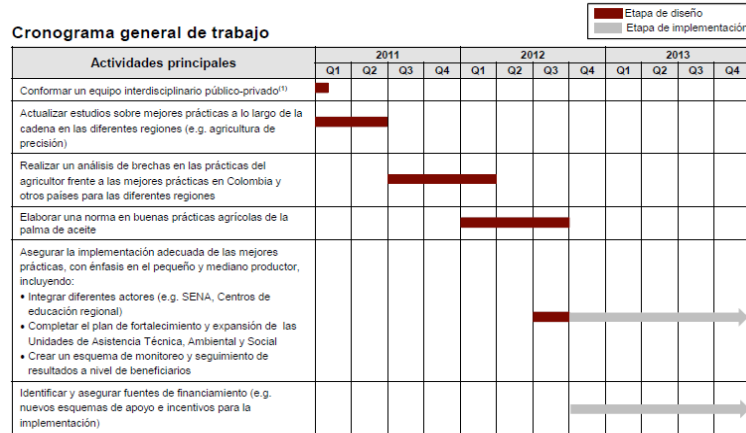 Etapa de diseño
Etapa de implementación
Cronograma general de trabajo
Actividades principales
2011
2012
2013
Q1 Q2 Q3 Q4 Q1 Q2 Q3 Q4 Q1 Q2 Q3 Q4
Conformar un equipo interdisciplinario público-privado(1)
Actualizar estudios sobre mejores prácticas a lo largo de la
cadena en las diferentes regiones (e.g. agricultura de
precisión)
Realizar un análisis de brechas en las prácticas del
agricultor frente a las mejores prácticas en Colombia y
otros países para las diferentes regiones
Elaborar una norma en buenas prácticas agrícolas de la
palma de aceite
Asegurar la implementación adecuada de las mejores
prácticas, con énfasis en el pequeño y mediano productor,
incluyendo:
• Integrar diferentes actores (e.g. SENA, Centros de
educación regional)
• Completar el plan de fortalecimiento y expansión de las
Unidades de Asistencia Técnica, Ambiental y Social
• Crear un esquema de monitoreo y seguimiento de
resultados a nivel de beneficiarios
Identificar y asegurar fuentes de financiamiento (e.g.
nuevos esquemas de apoyo e incentivos para la
implementación)